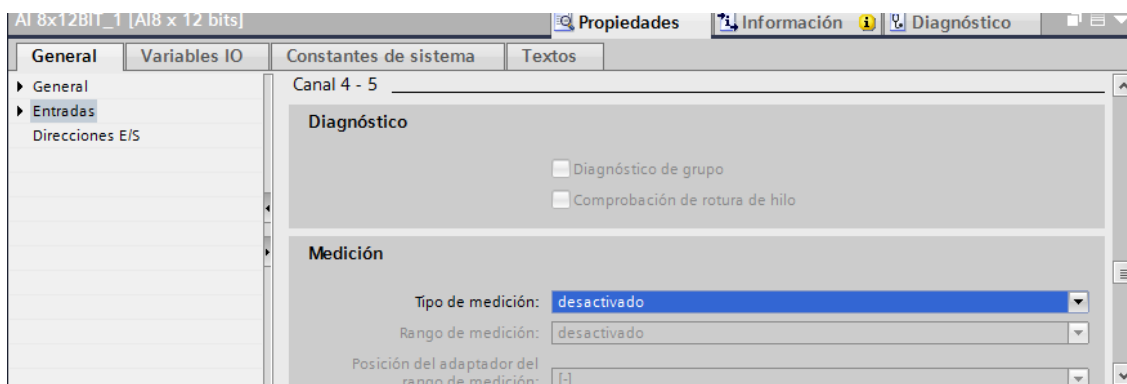 AI 8x12BIT_1 [AI8 x 12 bits]
Propiedades
Información
Diagnóstico
General
Variables IO
Constantes de sistema
Textos
General
Entradas
Direcciones E/S
Canal 4 - 5
Diagnóstico
Diagnóstico de grupo
Comprobación de rotura de hilo
Medición
Tipo de medición: desactivado
Rango de medición: desactivado
Posición del adaptador del
rango de medición: [-]